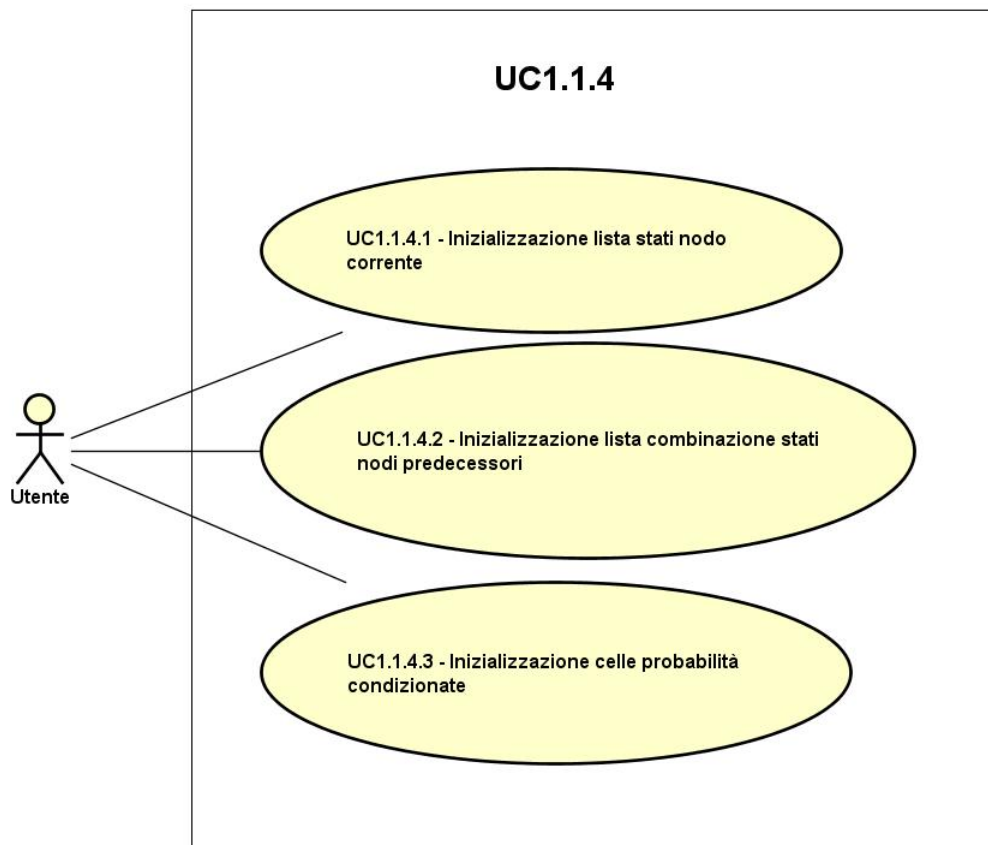 UC1.1.4
UC1.1.4.1 - Inizializzazione lista stati nodo
corrente
UC1.1.4.2 - Inizializzazione lista combinazione stati
nodi predecessori
Utente
UC1.1.4.3 - Inizializzazione celle probabilità
condizionate